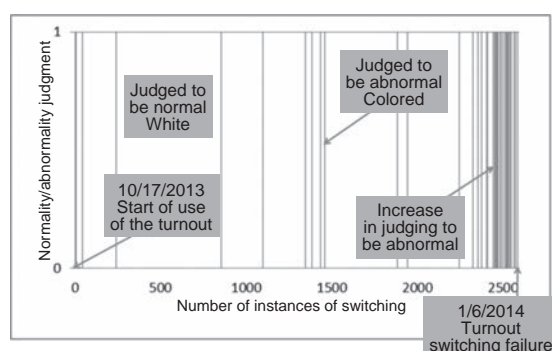 1
Normality/abnormality judgment
0
Judged
to be normal
White
Judged to
be abnormal
Colored
10/17/2013
Start of use
of the turnout
Increase
in judging to
be abnormal
0
500
1000
1500
2000
2500
Number of instances of switching
1/6/2014
Turnout
switching failure